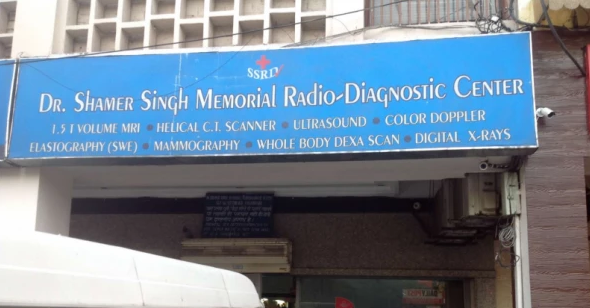 SSRD
DR. SHAMER SINGH MEMORIAL RADIO-DIAGNOSTIC CENTER
1.5 T VOLUME MRI • HELICAL C.T. SCANNER • ULTRASOUND • COLOR DOPPLER
ELASTOGRAPHY (SWE) • MAMMOGRAPHY • WHOLE BODY DEXA SCAN • DIGITAL X-RAYS